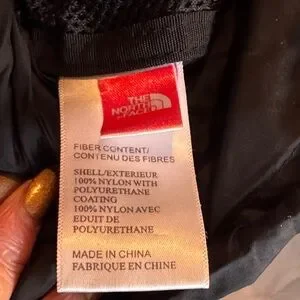 THE
NORTH
FACE
FIBER CONTENT/
CONTENU DES FIBRES
SHELL/EXTERIEUR
100% NYLON WITH
POLYURETHANE
COATING
100% NYLON AVEC
EDUIT DE
POLYURETHANE
MADE IN CHINA
FABRIQUE EN CHINE